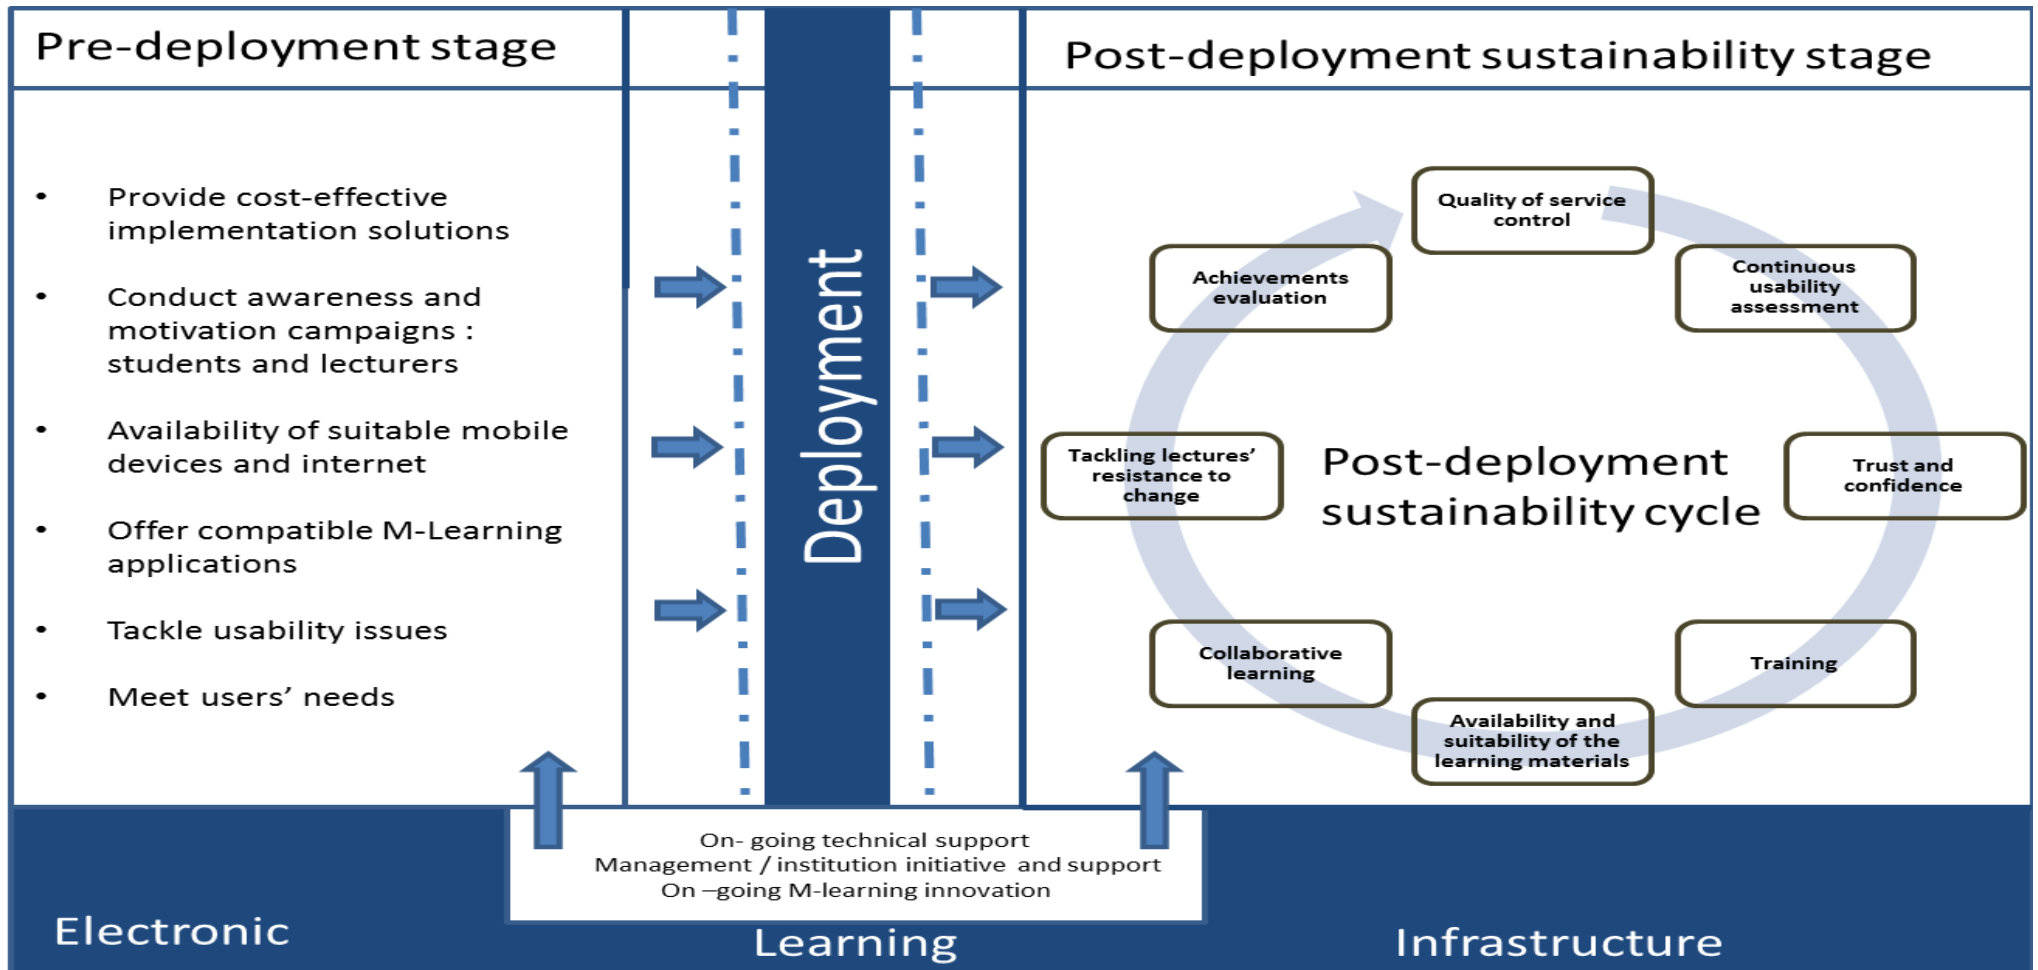 Pre-deployment stage
• Provide cost-effective
implementation solutions
• Conduct awareness and
motivation campaigns :
students and lecturers
• Availability of suitable mobile
devices and internet
• Offer compatible M-Learning
applications
• Tackle usability issues
• Meet users’ needs
Deployment
Post-deployment sustainability stage
Quality of service
control
Continuous
usability
assessment
Trust and
confidence
Training
Availability and
suitability of the
learning materials
Collaborative
learning
Tackling lectures’
resistance to
change
Achievements
evaluation
Post-deployment
sustainability cycle
On- going technical support
Management / institution initiative and support
On –going M-learning innovation
Electronic
Learning
Infrastructure